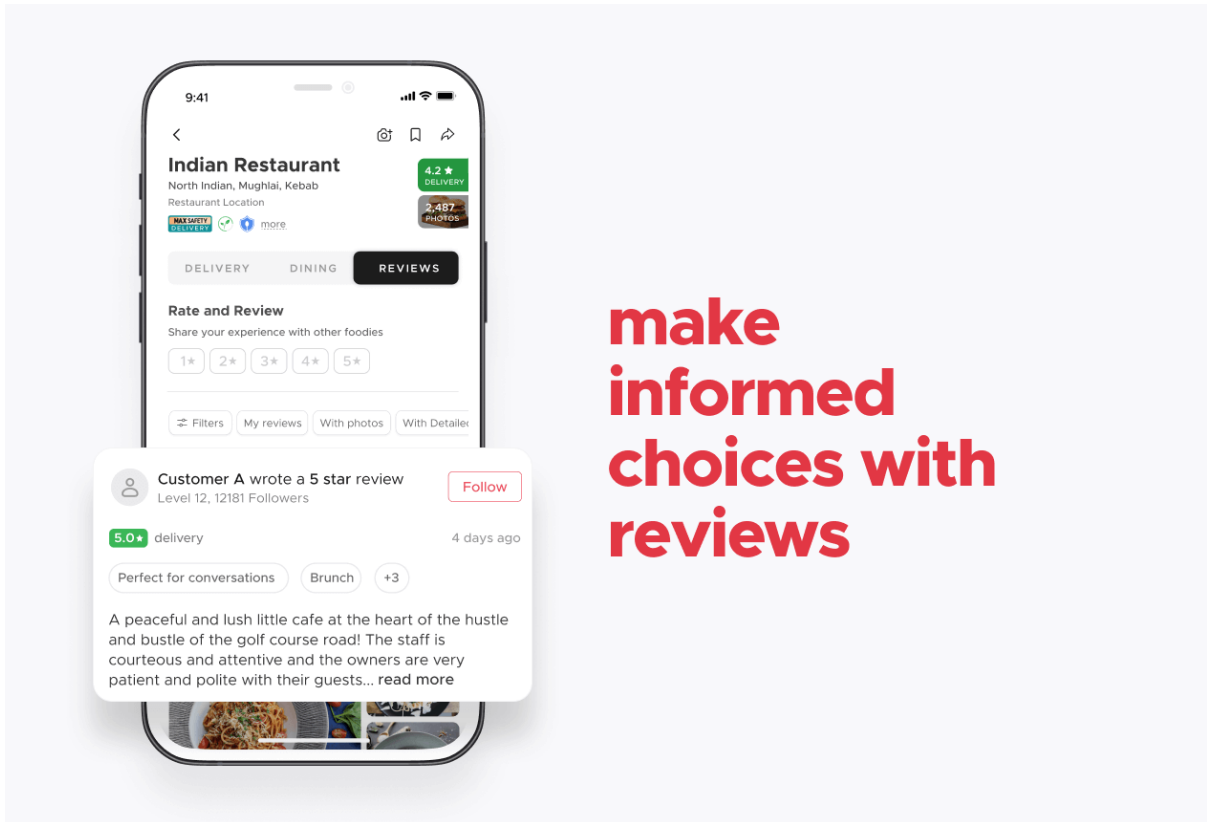 9:41
Indian Restaurant
North Indian, Mughlai, Kebab
Restaurant Location
MAX SAFETY
DELIVERY
more
4.2 ★
DELIVERY
2,487
PHOTOS
DELIVERY DINING REVIEWS
Rate and Review
Share your experience with other foodies
1★ 2★ 3★ 4★ 5★
Filters My reviews With photos With Detailed
Customer A wrote a 5 star review
Level 12, 12181 Followers
Follow
5.0★ delivery 4 days ago
Perfect for conversations Brunch +3
A peaceful and lush little cafe at the heart of the hustle
and bustle of the golf course road! The staff is
courteous and attentive and the owners are very
patient and polite with their guests... read more
make
informed
choices with
reviews